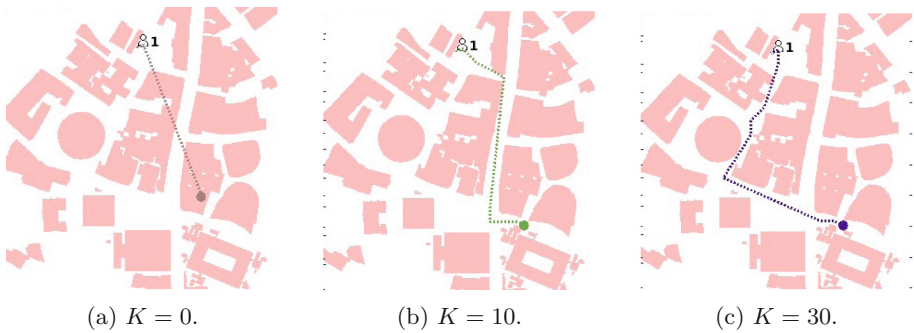 1
1
1
(a) K = 0.
(b) K = 10.
(c) K = 30.